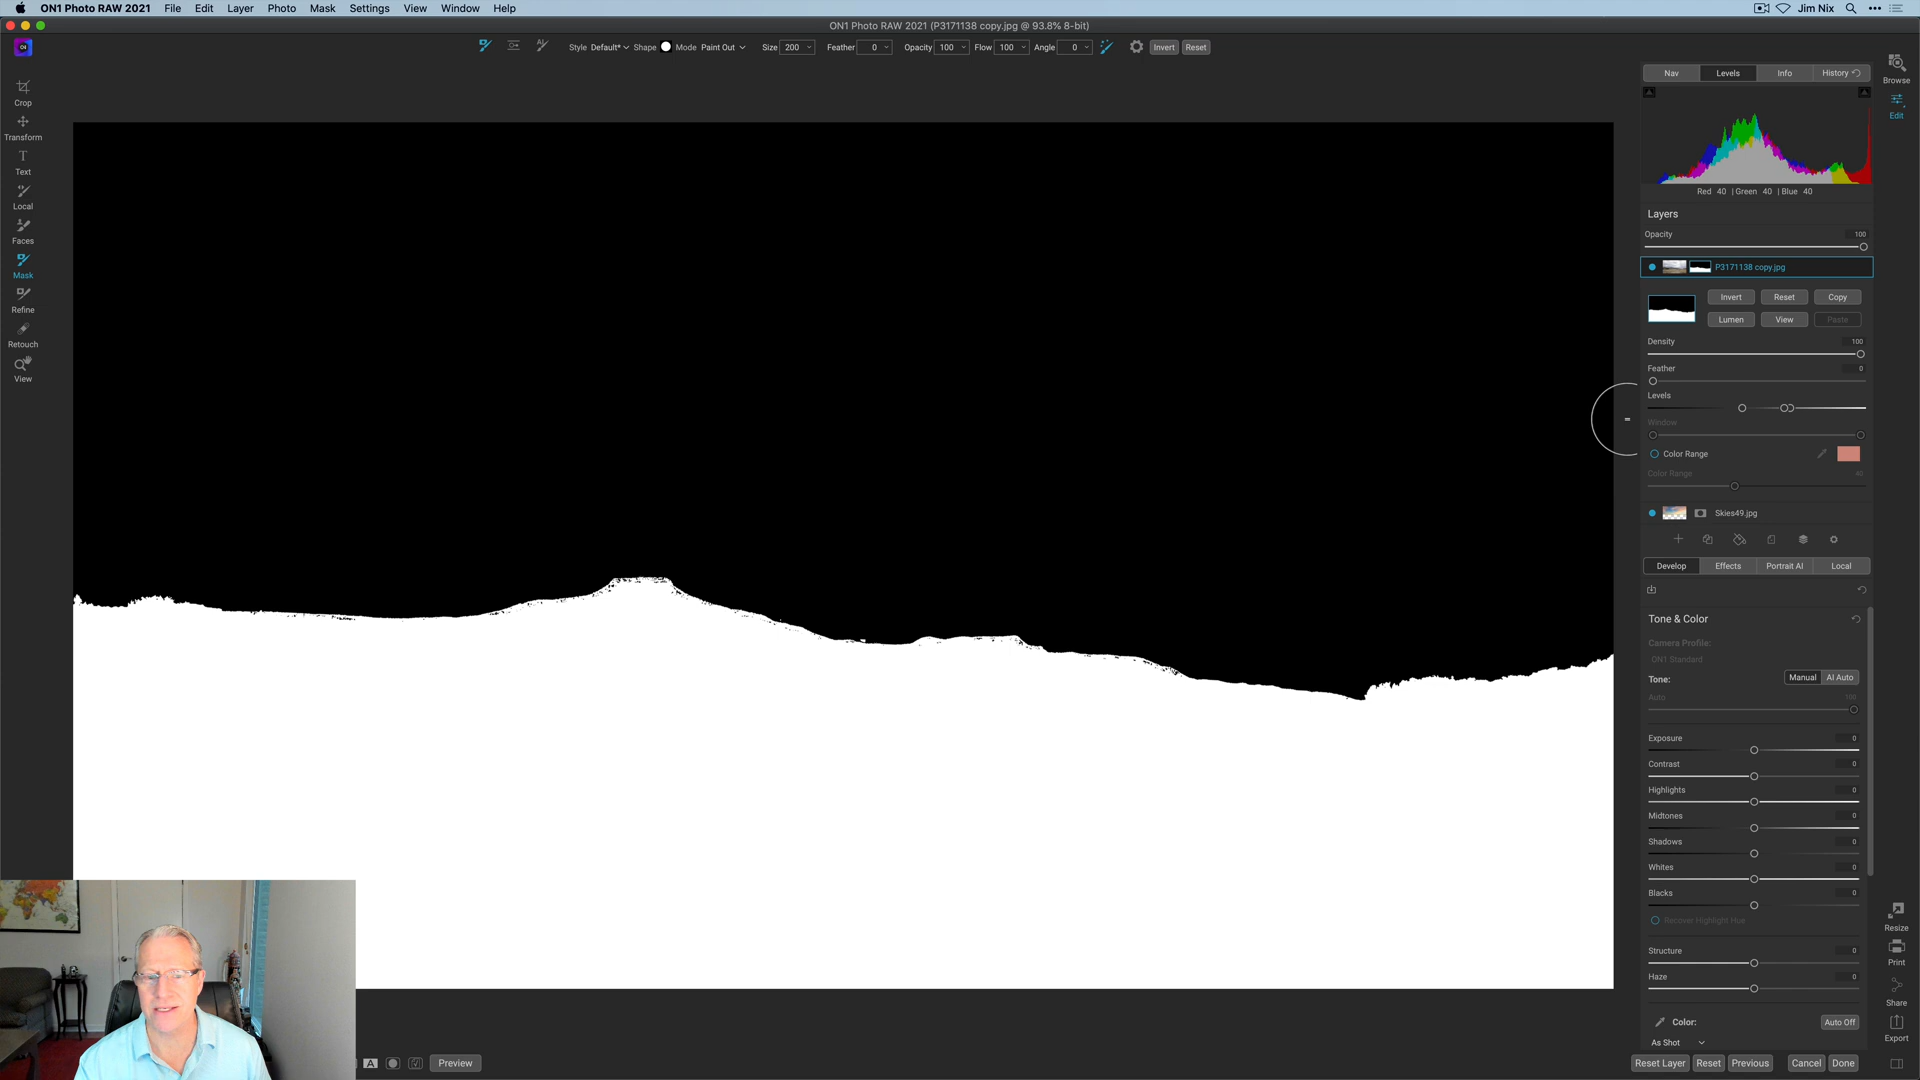 ON1 Photo RAW 2021 File Edit Layer Photo Mask Settings View Window Help Jim Nix
ON1 Photo RAW 2021 (P3171138 copy.jpg @ 93.8% 8-bit)
Style Default* Shape Mode Paint Out Size 200 Feather 0 Opacity 100 Flow 100 Angle 0 Invert Reset
Crop
Transform
Text
Local
Faces
Mask
Refine
Retouch
View
Nav Levels Info History
Browse
Edit
Red 40 | Green 40 | Blue 40
Layers
Opacity 100
P3171138 copy.jpg
Invert Reset Copy
Lumen View Paste
Density 100
Feather 0
Levels
Window
Color Range
Color Range 40
Skies49.jpg
Develop Effects Portrait AI Local
Tone & Color
Camera Profile:
ON1 Standard
Tone: Manual AI Auto
Auto 100
Exposure 0
Contrast 0
Highlights 0
Midtones 0
Shadows 0
Whites 0
Blacks 0
Recover Highlight Hue
Structure 0
Haze 0
Color: Auto Off
As Shot
Resize
Print
Share
Export
A Preview
Reset Layer Reset Previous Cancel Done